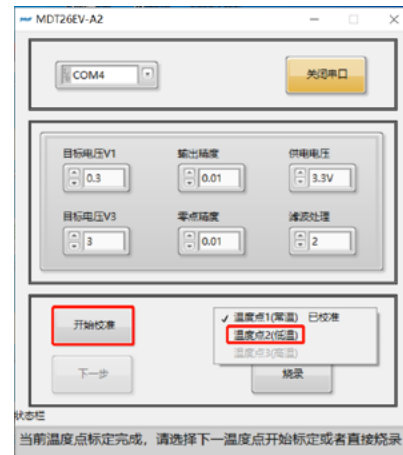 MDT26EV-A2
COM4
关闭串口
目标电压V1 输出精度 供电电压
0.3 0.01 3.3V
目标电压V3 零点精度 滤波处理
3 0.01 2
开始校准
✓ 温度点1(常温) 已校准
温度点2(低温)
温度点3(高温)
下一步
烧录
状态栏
当前温度点标定完成，请选择下一温度点开始标定或者直接烧录